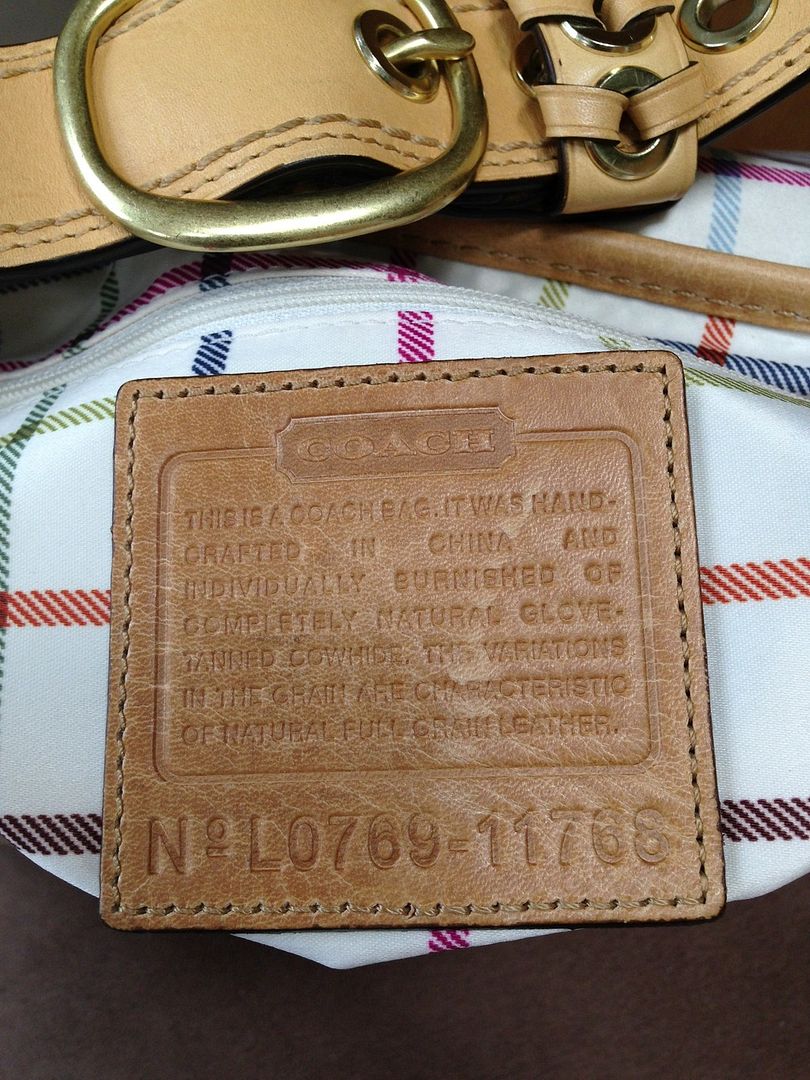 COACH
THIS IS A COACH BAG. IT WAS HAND-
CRAFTED IN CHINA AND
INDIVIDUALLY BURNISHED OF
COMPLETELY NATURAL GLOVE-
TANNED COWHIDE. THE VARIATIONS
IN THE GRAIN ARE CHARACTERISTIC
OF NATURAL FULL GRAIN LEATHER.
Nº L0769-11768